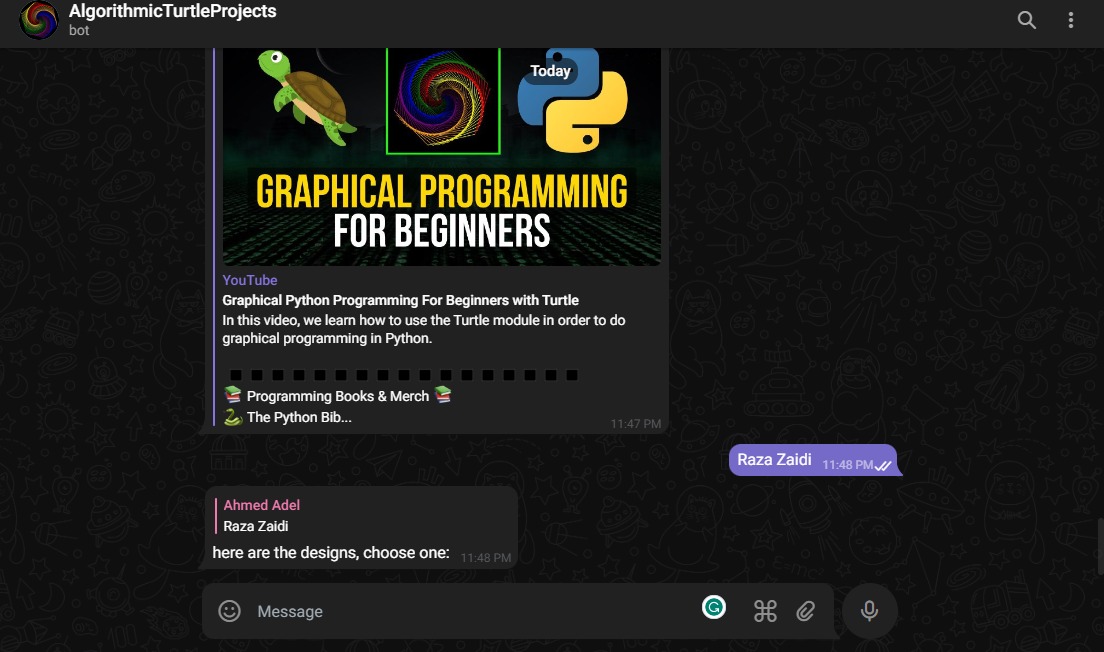 AlgorithmicTurtleProjects
bot
Today
GRAPHICAL PROGRAMMING
FOR BEGINNERS
YouTube
Graphical Python Programming For Beginners with Turtle
In this video, we learn how to use the Turtle module in order to do
graphical programming in Python.
◾◾◾◾◾◾◾◾◾◾◾◾◾◾◾◾◾
📚 Programming Books & Merch 📚
🐍 The Python Bib...
11:47 PM
Raza Zaidi 11:48 PM
Ahmed Adel
Raza Zaidi
here are the designs, choose one: 11:48 PM
Message